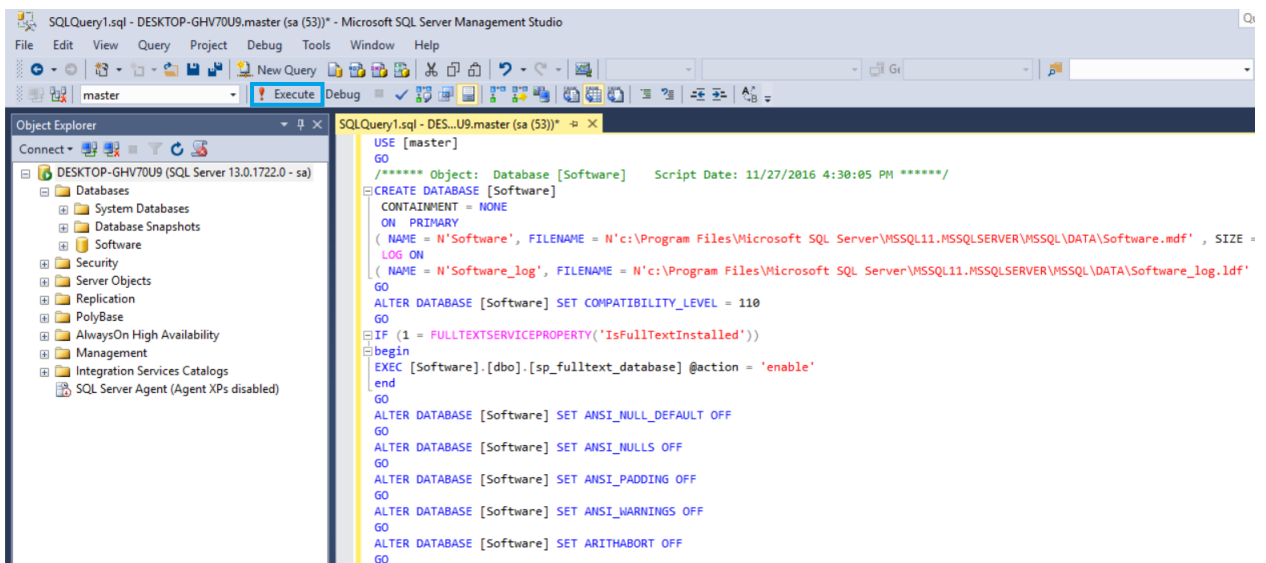 SQLQuery1.sql - DESKTOP-GHV70U9.master (sa (53))* - Microsoft SQL Server Management Studio
File Edit View Query Project Debug Tools Window Help
New Query
master Execute Debug
Object Explorer
Connect
DESKTOP-GHV70U9 (SQL Server 13.0.1722.0 - sa)
Databases
System Databases
Database Snapshots
Software
Security
Server Objects
Replication
PolyBase
AlwaysOn High Availability
Management
Integration Services Catalogs
SQL Server Agent (Agent XPs disabled)
SQLQuery1.sql - DES...U9.master (sa (53))*
USE [master]
GO
/****** Object:  Database [Software]    Script Date: 11/27/2016 4:30:05 PM ******/
CREATE DATABASE [Software]
CONTAINMENT = NONE
ON  PRIMARY
( NAME = N'Software', FILENAME = N'c:\Program Files\Microsoft SQL Server\MSSQL11.MSSQLSERVER\MSSQL\DATA\Software.mdf' , SIZE =
LOG ON
( NAME = N'Software_log', FILENAME = N'c:\Program Files\Microsoft SQL Server\MSSQL11.MSSQLSERVER\MSSQL\DATA\Software_log.ldf'
GO
ALTER DATABASE [Software] SET COMPATIBILITY_LEVEL = 110
GO
IF (1 = FULLTEXTSERVICEPROPERTY('IsFullTextInstalled'))
begin
EXEC [Software].[dbo].[sp_fulltext_database] @action = 'enable'
end
GO
ALTER DATABASE [Software] SET ANSI_NULL_DEFAULT OFF
GO
ALTER DATABASE [Software] SET ANSI_NULLS OFF
GO
ALTER DATABASE [Software] SET ANSI_PADDING OFF
GO
ALTER DATABASE [Software] SET ANSI_WARNINGS OFF
GO
ALTER DATABASE [Software] SET ARITHABORT OFF
GO